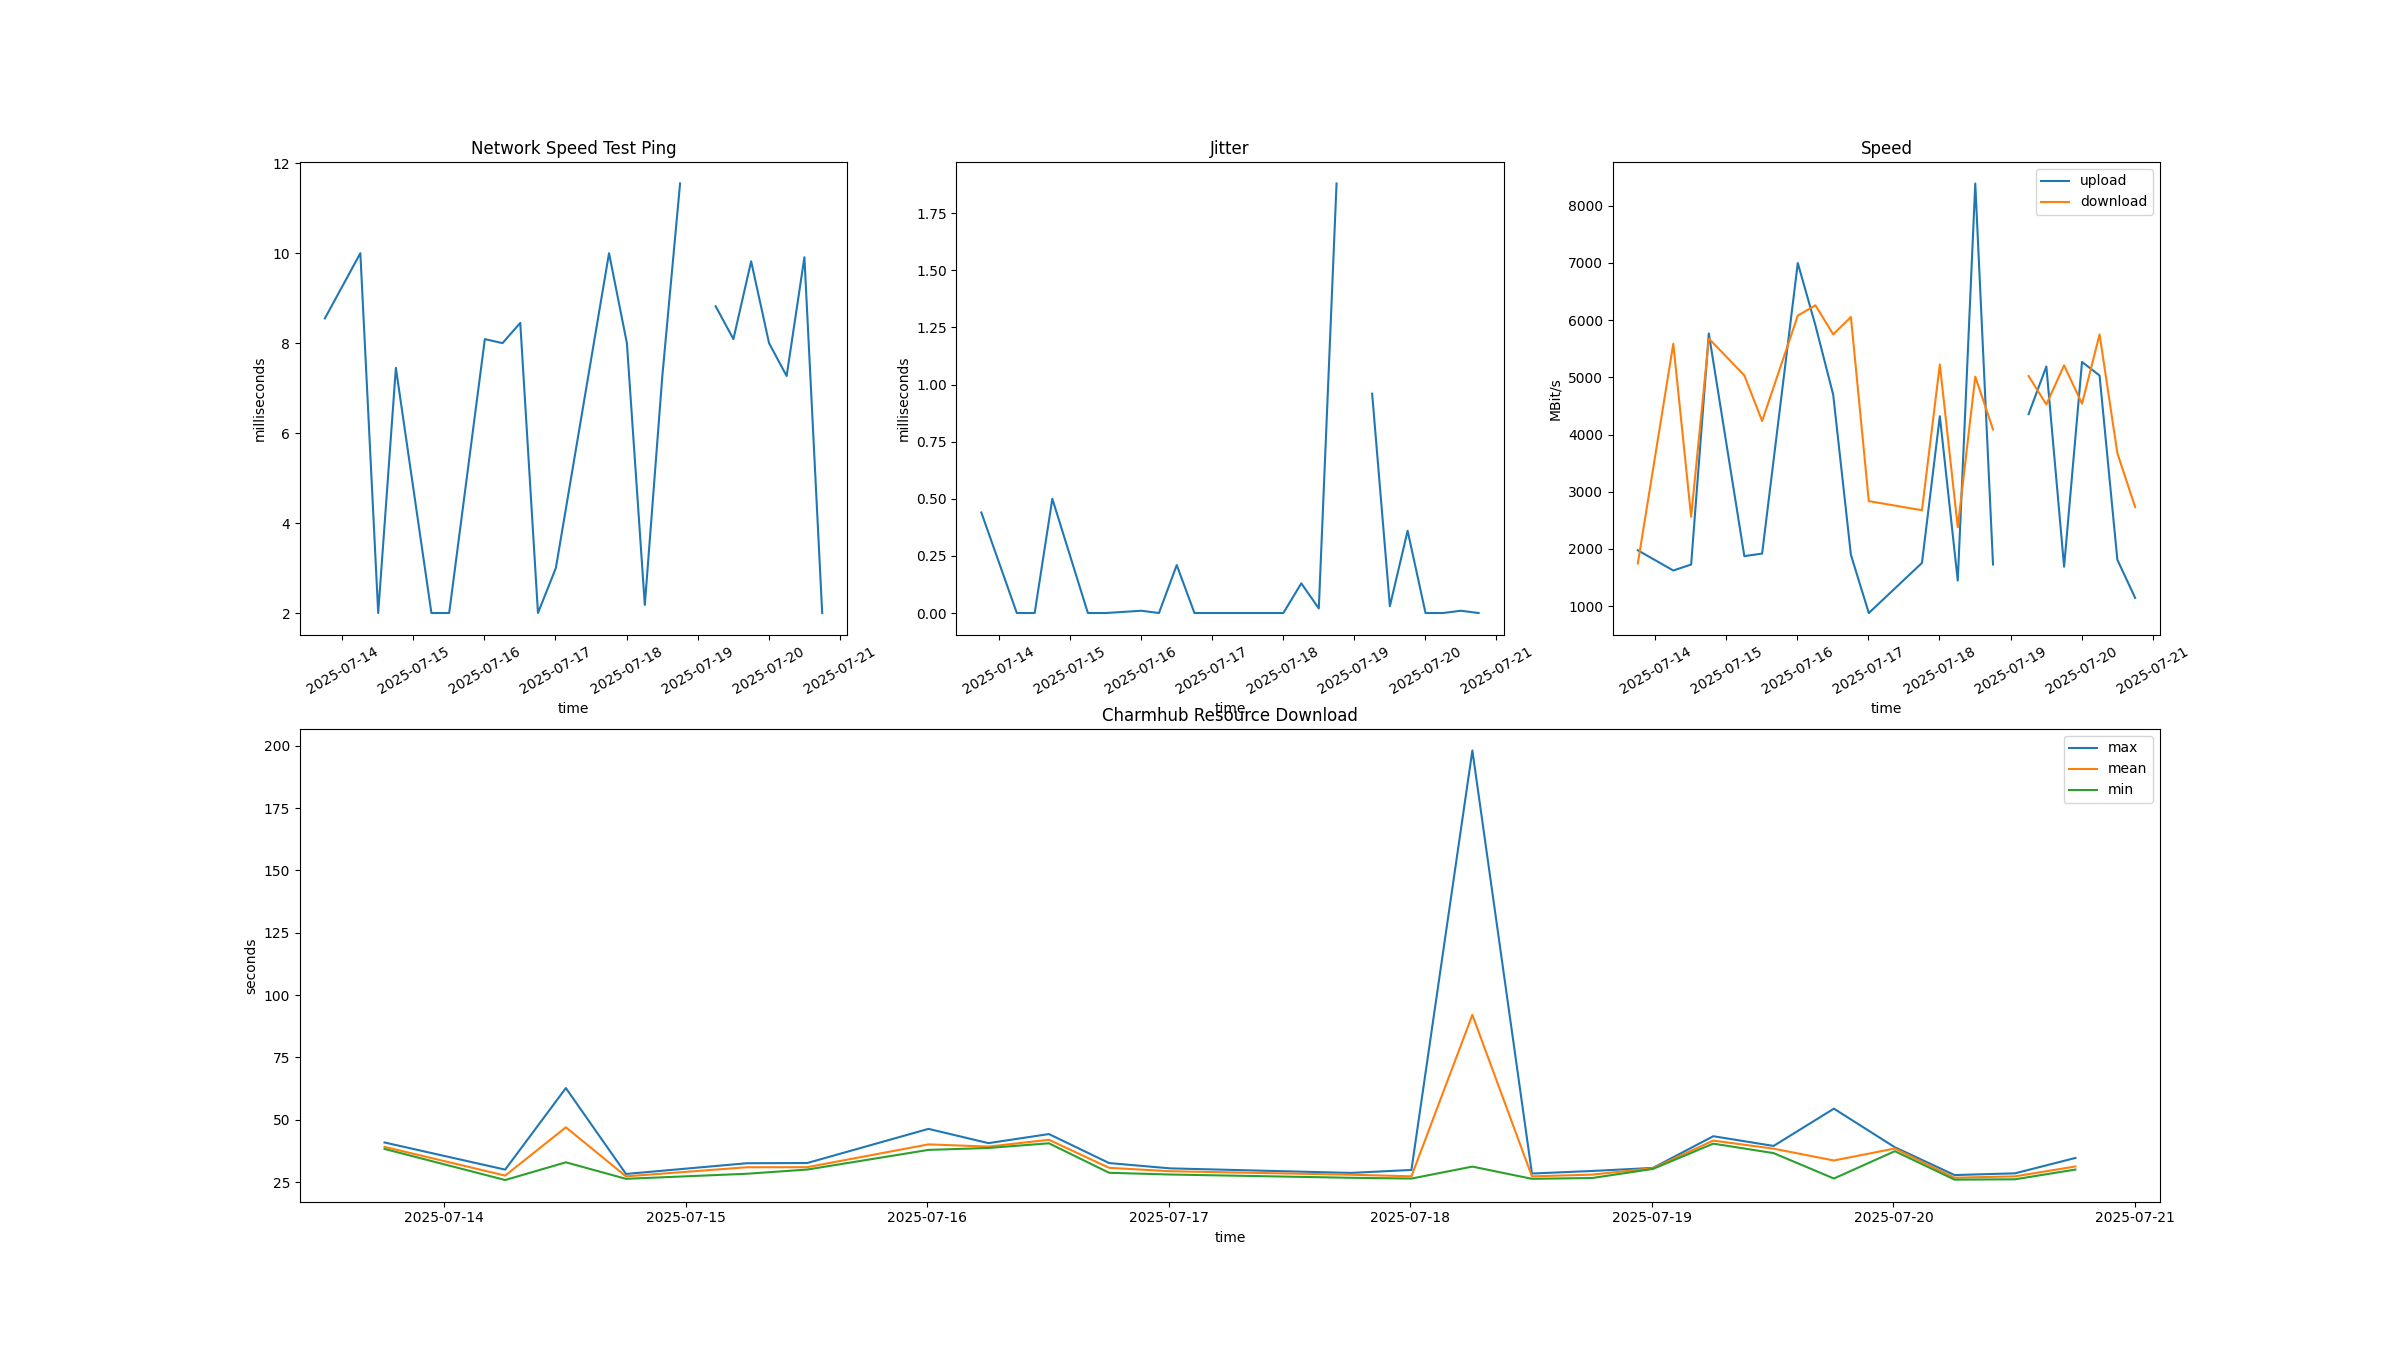 Network Speed Test Ping
12
10
8
6
4
2
milliseconds
2025-07-14 2025-07-15 2025-07-16 2025-07-17 2025-07-18 2025-07-19 2025-07-20 2025-07-21
time
Jitter
1.75
1.50
1.25
1.00
0.75
0.50
0.25
0.00
milliseconds
2025-07-14 2025-07-15 2025-07-16 2025-07-17 2025-07-18 2025-07-19 2025-07-20 2025-07-21
time
Speed
upload
download
8000
7000
6000
5000
4000
3000
2000
1000
MBit/s
2025-07-14 2025-07-15 2025-07-16 2025-07-17 2025-07-18 2025-07-19 2025-07-20 2025-07-21
time
Charmhub Resource Download
max
mean
min
200
175
150
125
100
75
50
25
seconds
2025-07-14 2025-07-15 2025-07-16 2025-07-17 2025-07-18 2025-07-19 2025-07-20 2025-07-21
time